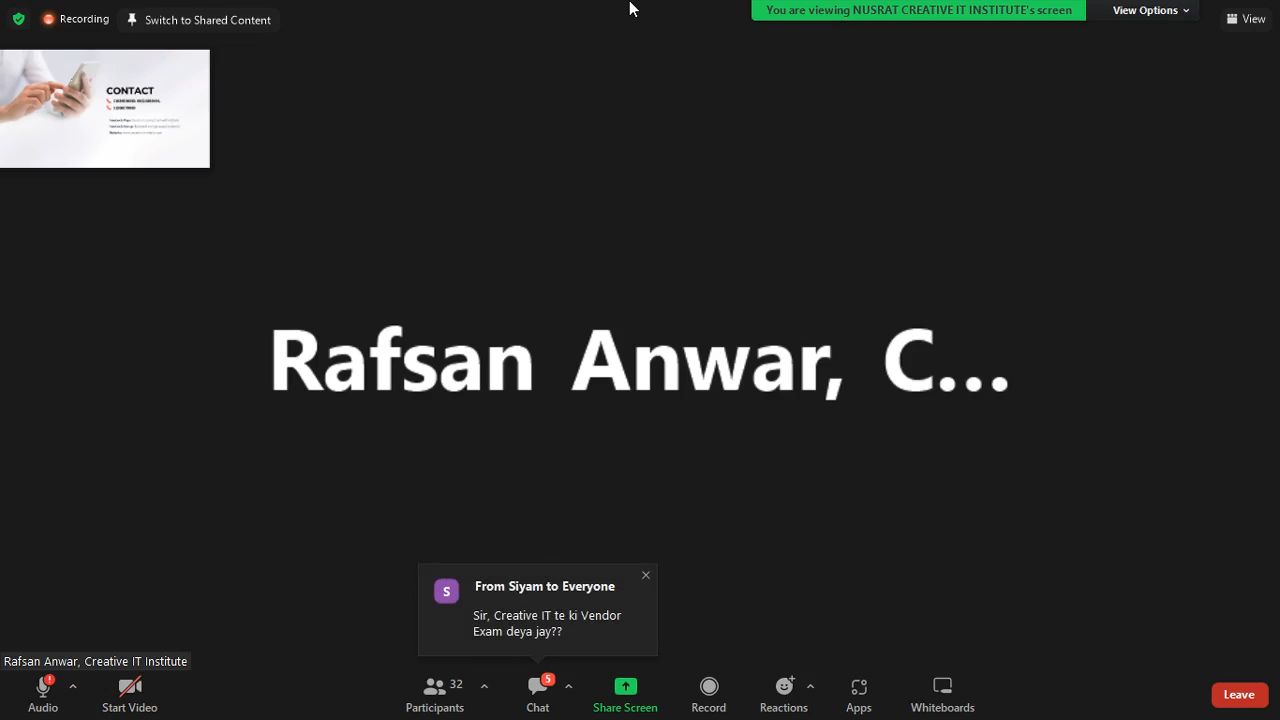 Recording
Switch to Shared Content
You are viewing NUSRAT CREATIVE IT INSTITUTE's screen
View Options
View
CONTACT
Rafsan Anwar, C...
S
From Siyam to Everyone
Sir, Creative IT te ki Vendor
Exam deya jay??
Rafsan Anwar, Creative IT Institute
Audio
Start Video
32
Participants
5
Chat
Share Screen
Record
Reactions
Apps
Whiteboards
Leave